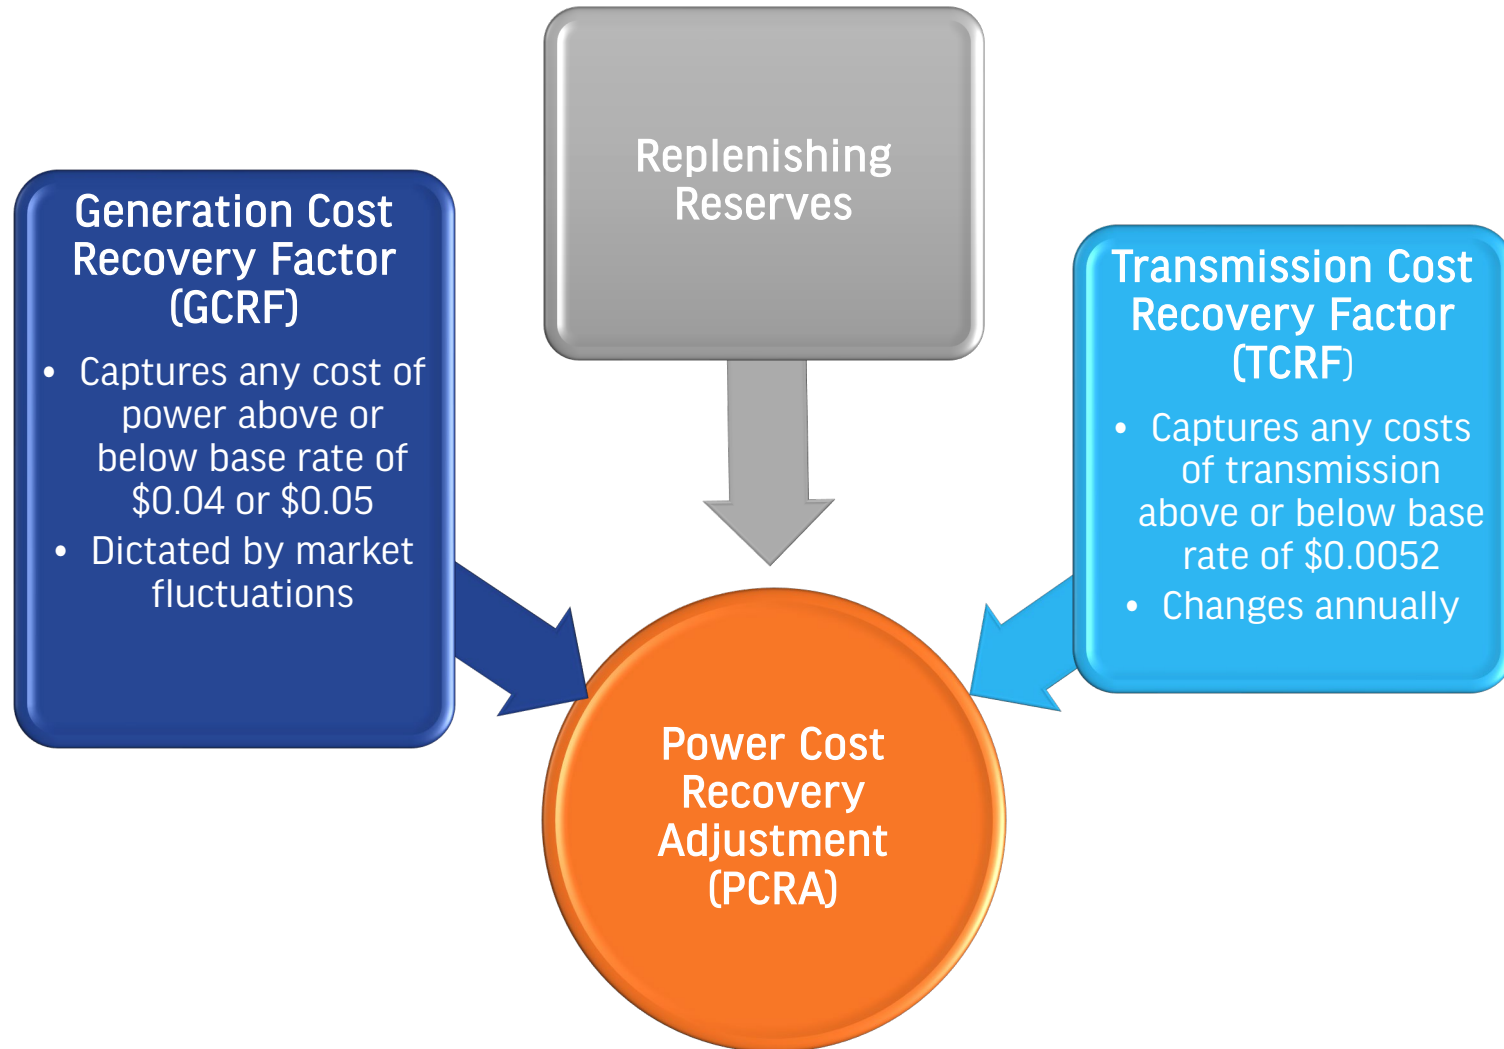 Replenishing
Reserves
Generation Cost
Recovery Factor
(GCRF)
• Captures any cost of
power above or
below base rate of
$0.04 or $0.05
• Dictated by market
fluctuations
Transmission Cost
Recovery Factor
(TCRF)
• Captures any costs
of transmission
above or below base
rate of $0.0052
• Changes annually
Power Cost
Recovery
Adjustment
(PCRA)